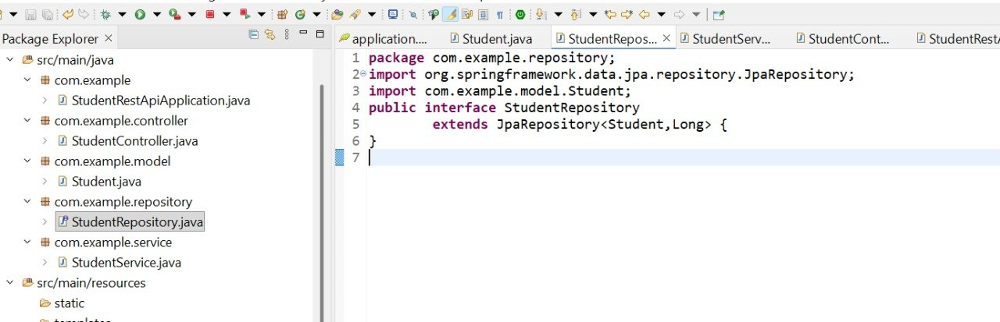 Package Explorer
src/main/java
com.example
StudentRestApiApplication.java
com.example.controller
StudentController.java
com.example.model
Student.java
com.example.repository
StudentRepository.java
com.example.service
StudentService.java
src/main/resources
static
application.... Student.java StudentRepos... StudentServ... StudentCont... StudentRest
1 package com.example.repository;
2 import org.springframework.data.jpa.repository.JpaRepository;
3 import com.example.model.Student;
4 public interface StudentRepository
5 extends JpaRepository<Student,Long> {
6 }
7